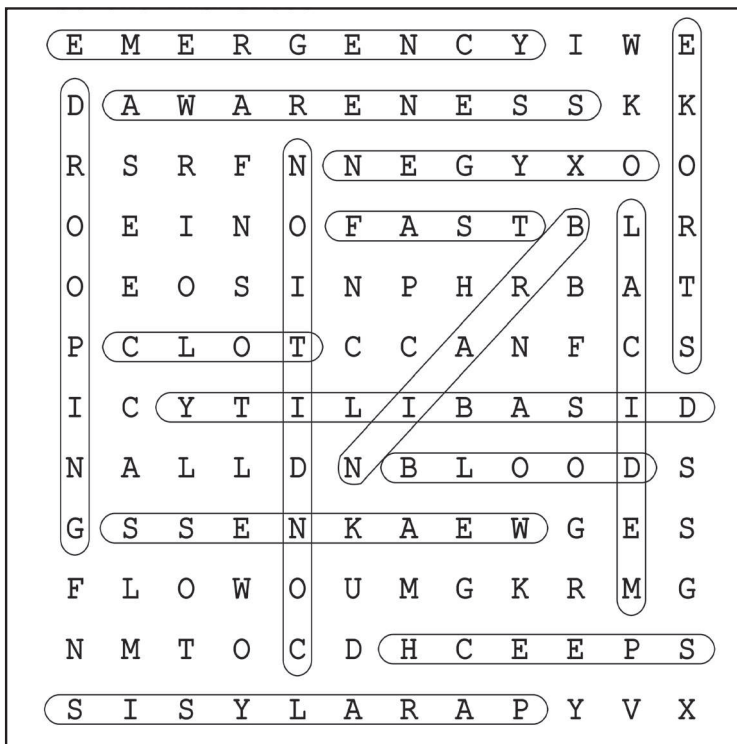 E M E R G E N C Y I W E
D A W A R E N E S S K K
R S R F N N E G Y X O O
O E I N O F A S T B L R
O E O S I N P H R B A T
P C L O T C C A N F C S
I C Y T I L I B A S I D
N A L L D N B L O O D S
G S S E N K A E W G E S
F L O W O U M G K R M G
N M T O C D H C E E P S
S I S Y L A R A P Y V X